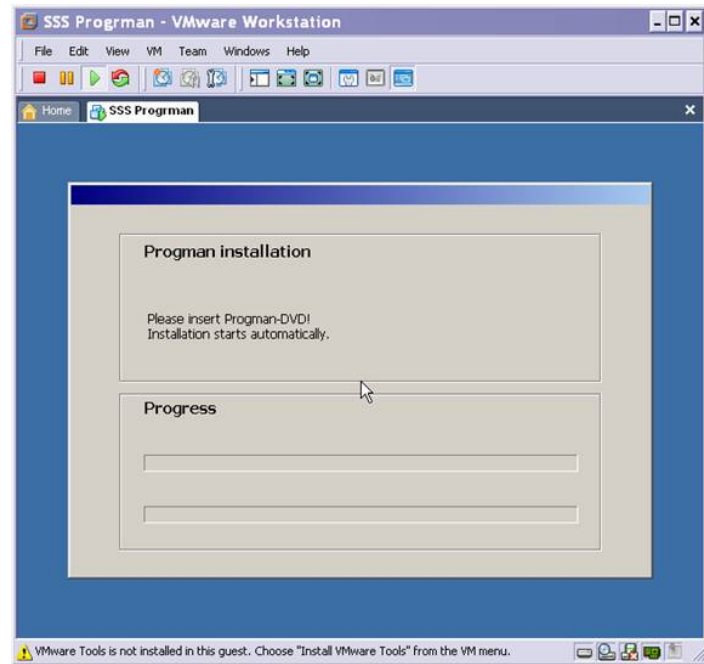 SSS Progrman - VMware Workstation
File Edit View VM Team Windows Help
Home SSS Progrman
Progman installation
Please insert Progman-DVD!
Installation starts automatically.
Progress
VMware Tools is not installed in this guest. Choose "Install VMware Tools" from the VM menu.